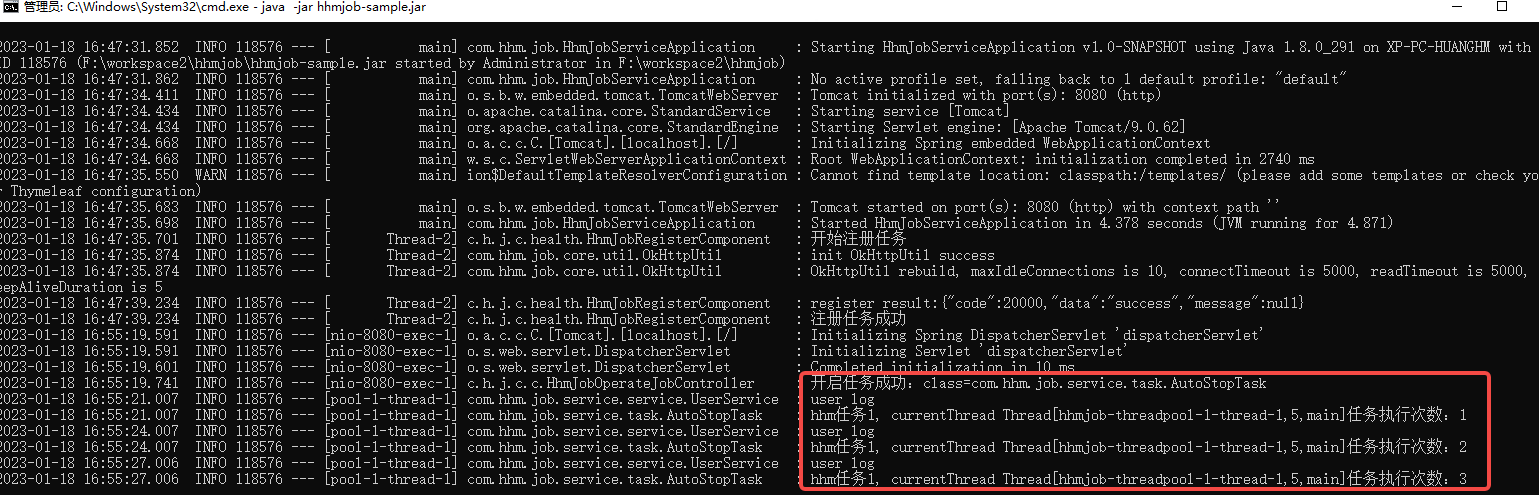 管理员: C:\Windows\System32\cmd.exe - java  -jar hhmjob-sample.jar
2023-01-18 16:47:31.852  INFO 118576 --- [           main] com.hhm.job.HhmJobServiceApplication     : Starting HhmJobServiceApplication v1.0-SNAPSHOT using Java 1.8.0_291 on XP-PC-HUANGHM with
ID 118576 (F:\workspace2\hhmjob\hhmjob-sample.jar started by Administrator in F:\workspace2\hhmjob)
2023-01-18 16:47:31.862  INFO 118576 --- [           main] com.hhm.job.HhmJobServiceApplication     : No active profile set, falling back to 1 default profile: "default"
2023-01-18 16:47:34.411  INFO 118576 --- [           main] o.s.b.w.embedded.tomcat.TomcatWebServer  : Tomcat initialized with port(s): 8080 (http)
2023-01-18 16:47:34.434  INFO 118576 --- [           main] o.apache.catalina.core.StandardService   : Starting service [Tomcat]
2023-01-18 16:47:34.434  INFO 118576 --- [           main] org.apache.catalina.core.StandardEngine  : Starting Servlet engine: [Apache Tomcat/9.0.62]
2023-01-18 16:47:34.668  INFO 118576 --- [           main] o.a.c.c.C.[Tomcat].[localhost].[/]       : Initializing Spring embedded WebApplicationContext
2023-01-18 16:47:34.668  INFO 118576 --- [           main] w.s.c.ServletWebServerApplicationContext : Root WebApplicationContext: initialization completed in 2740 ms
2023-01-18 16:47:35.550  WARN 118576 --- [           main] ion$DefaultTemplateResolverConfiguration : Cannot find template location: classpath:/templates/ (please add some templates or check yo
r Thymeleaf configuration)
2023-01-18 16:47:35.683  INFO 118576 --- [           main] o.s.b.w.embedded.tomcat.TomcatWebServer  : Tomcat started on port(s): 8080 (http) with context path ''
2023-01-18 16:47:35.698  INFO 118576 --- [           main] com.hhm.job.HhmJobServiceApplication     : Started HhmJobServiceApplication in 4.378 seconds (JVM running for 4.871)
2023-01-18 16:47:35.701  INFO 118576 --- [       Thread-2] c.h.j.c.health.HhmJobRegisterComponent   : 开始注册任务
2023-01-18 16:47:35.874  INFO 118576 --- [       Thread-2] com.hhm.job.core.util.OkHttpUtil         : init OkHttpUtil success
2023-01-18 16:47:35.874  INFO 118576 --- [       Thread-2] com.hhm.job.core.util.OkHttpUtil         : OkHttpUtil rebuild, maxIdleConnections is 10, connectTimeout is 5000, readTimeout is 5000,
eepAliveDuration is 5
2023-01-18 16:47:39.234  INFO 118576 --- [       Thread-2] c.h.j.c.health.HhmJobRegisterComponent   : register result:{"code":20000,"data":"success","message":null}
2023-01-18 16:47:39.234  INFO 118576 --- [       Thread-2] c.h.j.c.health.HhmJobRegisterComponent   : 注册任务成功
2023-01-18 16:55:19.591  INFO 118576 --- [nio-8080-exec-1] o.a.c.c.C.[Tomcat].[localhost].[/]       : Initializing Spring DispatcherServlet 'dispatcherServlet'
2023-01-18 16:55:19.591  INFO 118576 --- [nio-8080-exec-1] o.s.web.servlet.DispatcherServlet        : Initializing Servlet 'dispatcherServlet'
2023-01-18 16:55:19.601  INFO 118576 --- [nio-8080-exec-1] o.s.web.servlet.DispatcherServlet        : Completed initialization in 10 ms
2023-01-18 16:55:19.741  INFO 118576 --- [nio-8080-exec-1] c.h.j.c.c.HhmJobOperateJobController     : 开启任务成功：class=com.hhm.job.service.task.AutoStopTask
2023-01-18 16:55:21.007  INFO 118576 --- [pool-1-thread-1] com.hhm.job.service.service.UserService  : user log
2023-01-18 16:55:21.007  INFO 118576 --- [pool-1-thread-1] com.hhm.job.service.task.AutoStopTask    : hhm任务1, currentThread Thread[hhmjob-threadpool-1-thread-1,5,main]任务执行次数：1
2023-01-18 16:55:24.007  INFO 118576 --- [pool-1-thread-1] com.hhm.job.service.service.UserService  : user log
2023-01-18 16:55:24.007  INFO 118576 --- [pool-1-thread-1] com.hhm.job.service.task.AutoStopTask    : hhm任务1, currentThread Thread[hhmjob-threadpool-1-thread-1,5,main]任务执行次数：2
2023-01-18 16:55:27.006  INFO 118576 --- [pool-1-thread-1] com.hhm.job.service.service.UserService  : user log
2023-01-18 16:55:27.006  INFO 118576 --- [pool-1-thread-1] com.hhm.job.service.task.AutoStopTask    : hhm任务1, currentThread Thread[hhmjob-threadpool-1-thread-1,5,main]任务执行次数：3